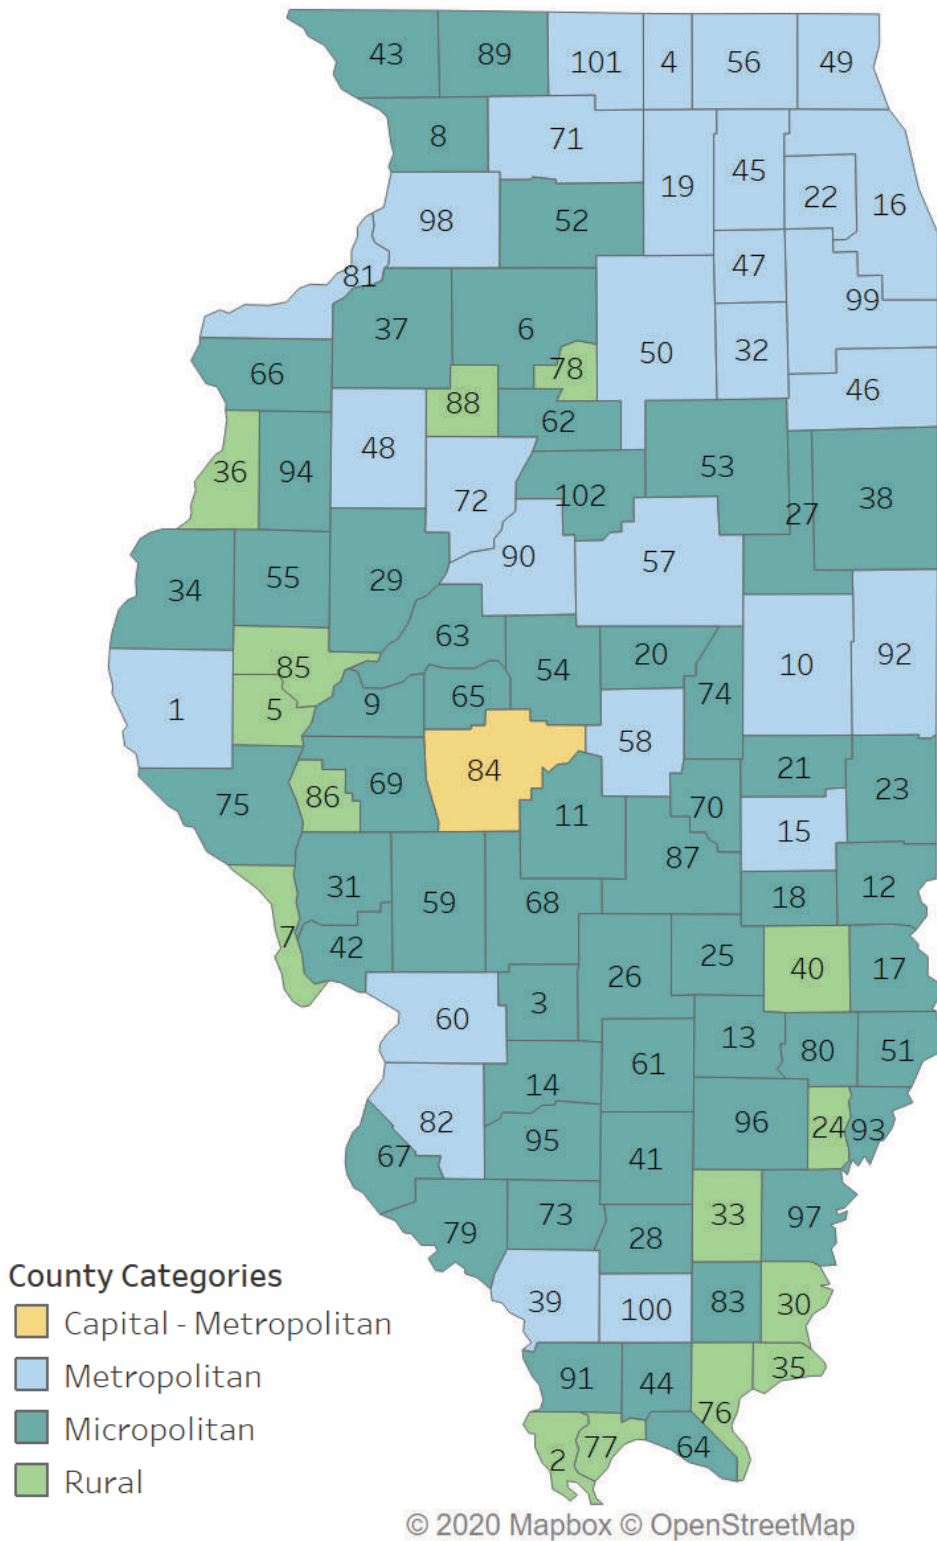 43 89 101 4 56 49
8 71 19 45 22 16
98 52 47
81 37 6 50 32 99
66 88 78 46
62
36 94 48 72 102 53 27 38
34 55 29 90 57
63 20 10 92
85 65 54 74
1 5 9 58
84 21 23
75 86 69 11 70 15
87
31 59 68 18 12
7 42 26 25 40 17
60 3 13 80 51
14 61
82 95 96 24 93
67 41
79 73 28 33 97
39 100 83 30
91 44 35
76
2 77 64
County Categories
Capital - Metropolitan
Metropolitan
Micropolitan
Rural
© 2020 Mapbox © OpenStreetMap